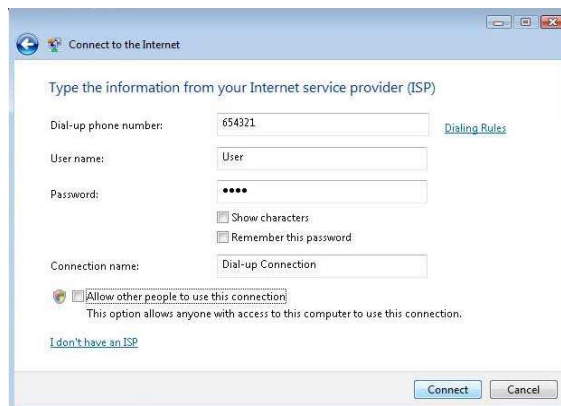 Connect to the Internet
Type the information from your Internet service provider (ISP)
Dial-up phone number: 654321 Dialing Rules
User name: User
Password: ••••
Show characters
Remember this password
Connection name: Dial-up Connection
Allow other people to use this connection
This option allows anyone with access to this computer to use this connection.
I don't have an ISP
Connect Cancel